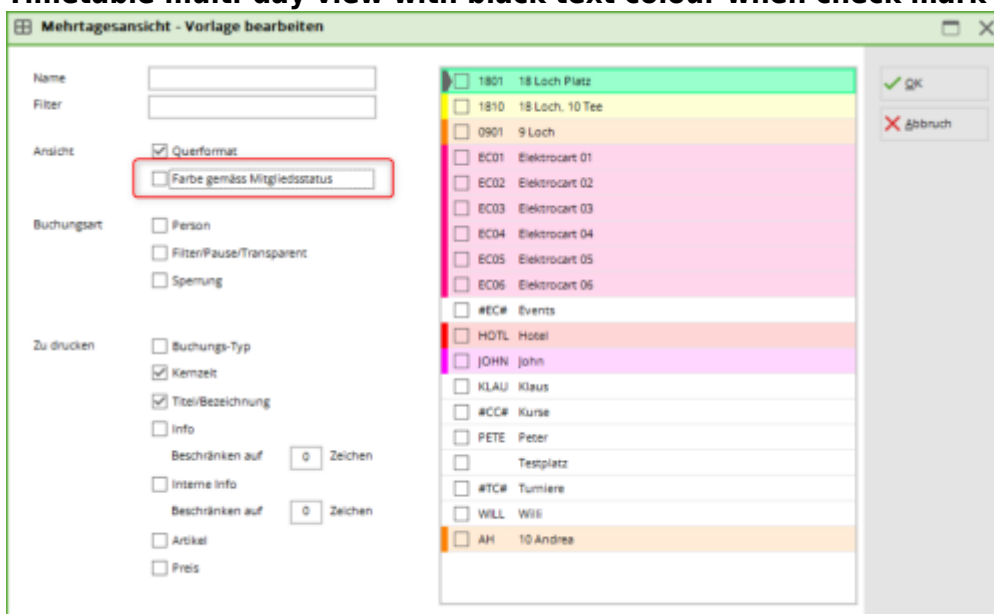 Timetable multi-day view with black text colour when check mark
Mehrtagesansicht - Vorlage bearbeiten
Name
Filter
Ansicht
Querformat
Farbe gemäss Mitgliedsstatus
Buchungsart
Person
Filter/Pause/Transparent
Sperrung
Zu drucken
Buchungs-Typ
Kernzeit
Titel/Bezeichnung
Info
Beschränken auf 0 Zeichen
Interne Info
Beschränken auf 0 Zeichen
Artikel
Preis
1801 18 Loch Platz
1810 18 Loch, 10 Tee
0901 9 Loch
EC01 Elektrocart 01
EC02 Elektrocart 02
EC03 Elektrocart 03
EC04 Elektrocart 04
EC05 Elektrocart 05
EC06 Elektrocart 06
#EC# Events
HOTL Hotel
JOHN John
KLAU Klaus
#CC# Kurse
PETE Peter
Testplatz
#TC# Turniere
WILL Willi
AH 10 Andrea
OK
Abbruch